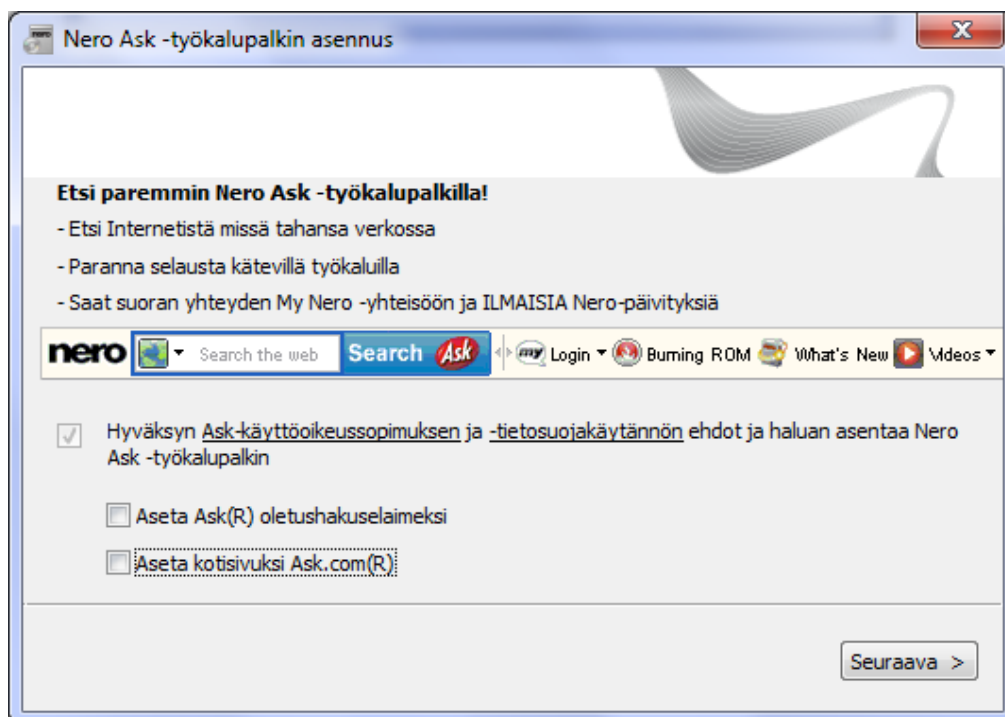 Nero Ask -työkalupalkin asennus
Etsi paremmin Nero Ask -työkalupalkilla!
- Etsi Internetistä missä tahansa verkossa
- Paranna selausta kätevillä työkaluilla
- Saat suoran yhteyden My Nero -yhteisöön ja ILMAISIA Nero-päivityksiä
nero Search the web Search Ask my Login Burning ROM What's New Videos
Hyväksyn Ask-käyttöoikeussopimuksen ja -tietosuojakäytännön ehdot ja haluan asentaa Nero
Ask -työkalupalkin
Aseta Ask(R) oletushakuselaimeksi
Aseta kotisivuksi Ask.com(R)
Seuraava >